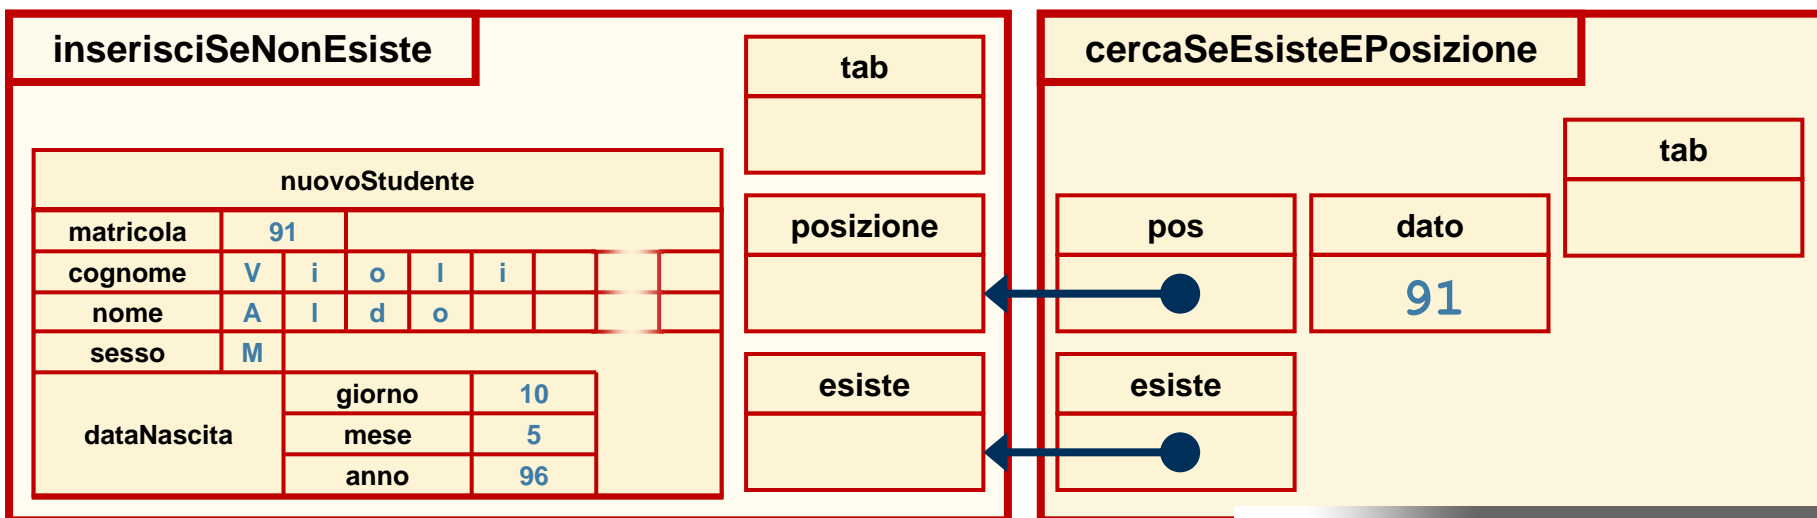 inserisciSeNonEsiste
tab
nuovoStudente
matricola 91
cognome V i o l i
nome A l d o
sesso M
dataNascita
giorno 10
mese 5
anno 96
posizione
esiste
cercaSeEsisteEPosizione
tab
pos
dato
91
esiste